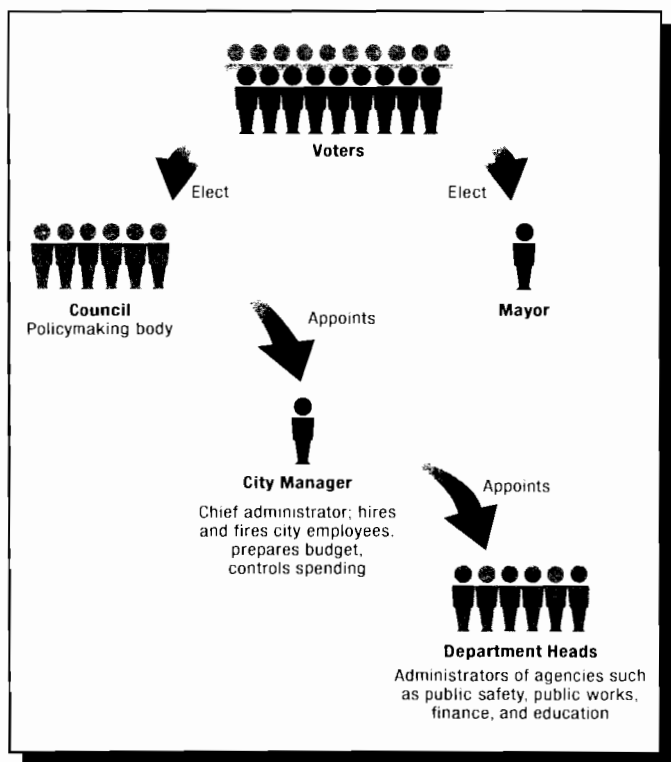 Voters
Elect
Elect
Council
Policymaking body
Mayor
Appoints
City Manager
Chief administrator; hires
and fires city employees.
prepares budget,
controls spending
Appoints
Department Heads
Administrators of agencies such
as public safety, public works,
finance, and education